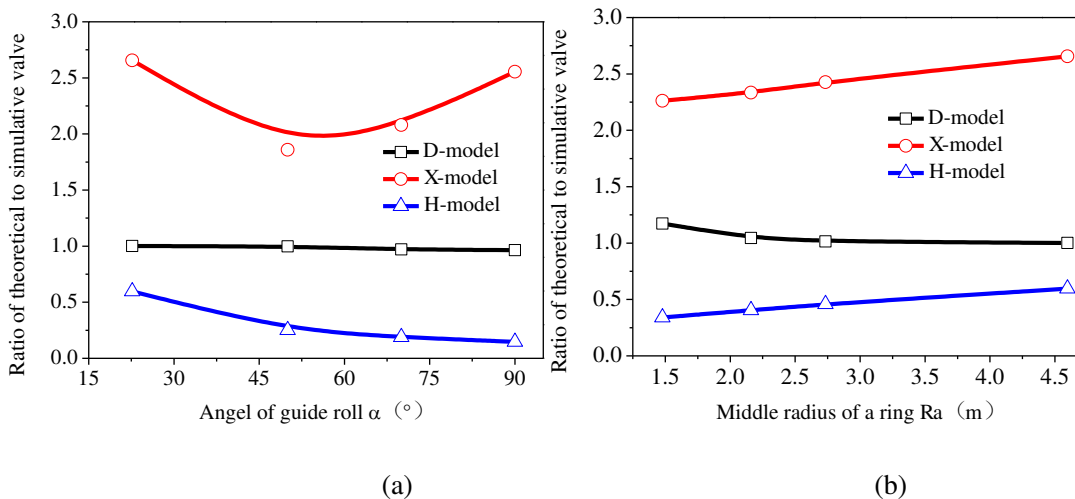 Ratio of theoretical to simulative valve
3.0
2.5
2.0
1.5
1.0
0.5
0.0
D-model
X-model
H-model
15 30 45 60 75 90
Angel of guide roll α（°）
(a)
Ratio of theoretical to simulative valve
3.0
2.5
2.0
1.5
1.0
0.5
0.0
D-model
X-model
H-model
1.5 2.0 2.5 3.0 3.5 4.0 4.5
Middle radius of a ring Ra（m）
(b)